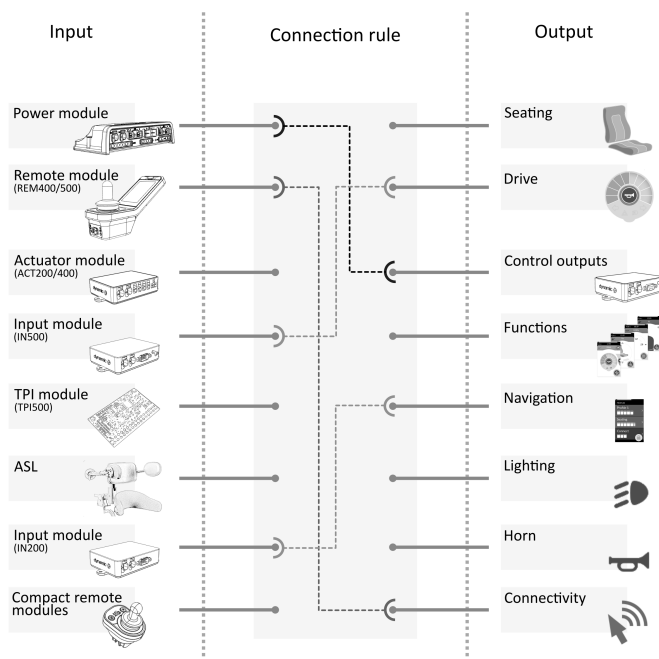 Input
Connection rule
Output
Power module
Remote module
(REM400/500)
Actuator module
(ACT200/400)
Input module
(IN500)
TPI module
(TPI500)
ASL
Input module
(IN200)
Compact remote
modules
Seating
Drive
Control outputs
Functions
Navigation
Lighting
Horn
Connectivity